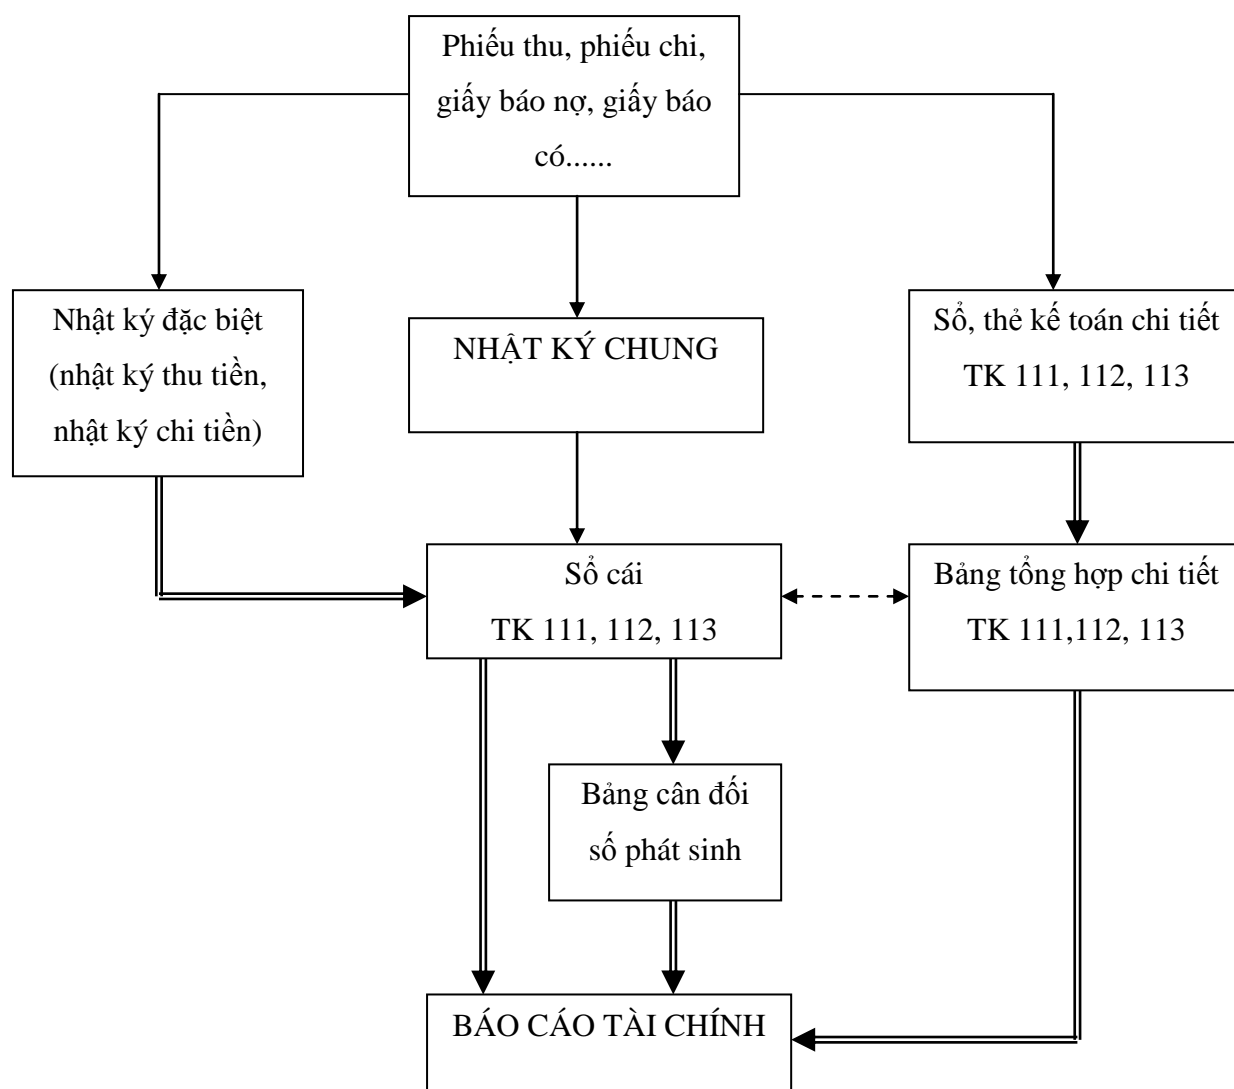 Phiếu thu, phiếu chi,
giấy báo nợ, giấy báo
có......
Nhật ký đặc biệt
(nhật ký thu tiền,
nhật ký chi tiền)
NHẬT KÝ CHUNG
Sổ, thẻ kế toán chi tiết
TK 111, 112, 113
Sổ cái
TK 111, 112, 113
Bảng tổng hợp chi tiết
TK 111,112, 113
Bảng cân đối
số phát sinh
BÁO CÁO TÀI CHÍNH